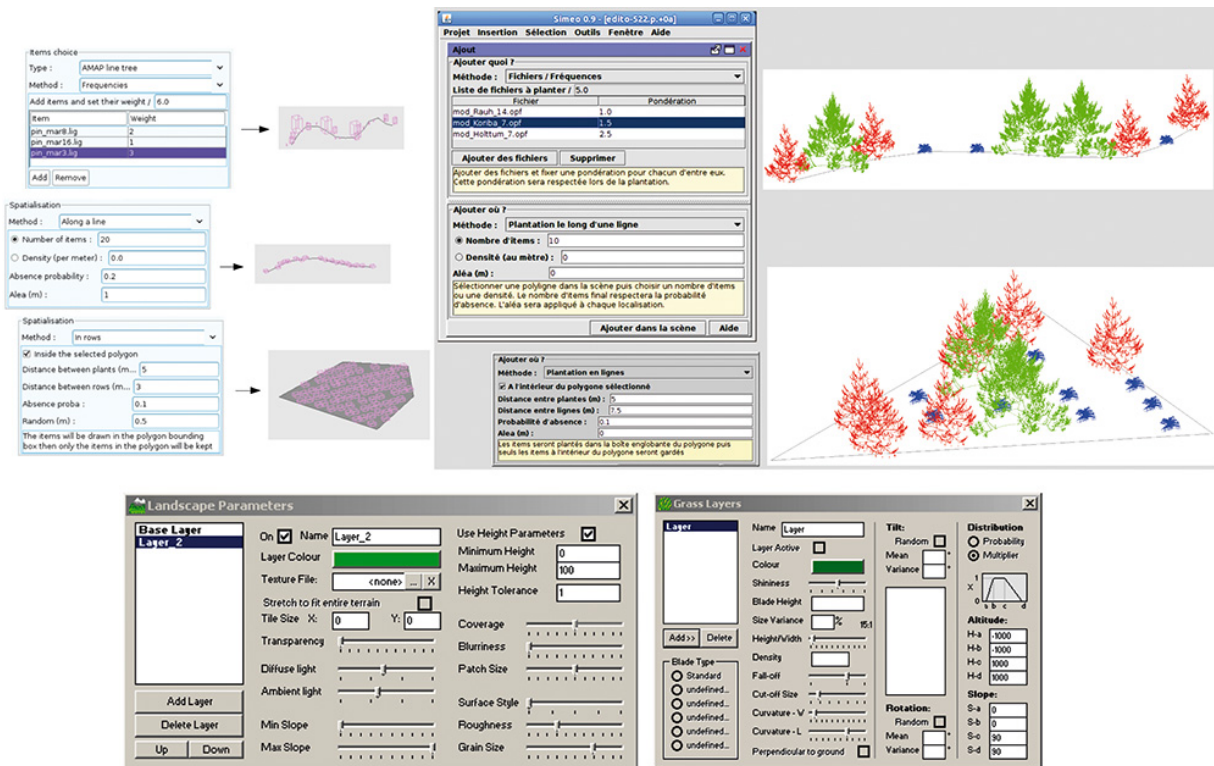 Items choice
Type : AMAP line tree
Method : Frequencies
Add items and set their weight / 6.0
Item Weight
pin_mar8.lig 2
pin_mar16.lig 1
pin_mar3.lig 3
Add Remove
Spatialisation
Method : Along a line
Number of items : 20
Density (per meter) : 0.0
Absence probability : 0.2
Alea (m) : 1
Spatialisation
Method : In rows
Inside the selected polygon
Distance between plants (m... 5
Distance between rows (m... 3
Absence proba : 0.1
Random (m) : 0.5
The items will be drawn in the polygon bounding
box then only the items in the polygon will be kept
Simeo 0.9 - [edito-522.p.+0a]
Projet Insertion Sélection Outils Fenêtre Aide
Ajout
Ajouter quoi ?
Méthode : Fichiers / Fréquences
Liste de fichiers à planter / 5.0
Fichier Pondération
mod_Rauh_14.opf 1.0
mod_Koriba_7.opf 1.5
mod_Holttum_7.opf 2.5
Ajouter des fichiers Supprimer
Ajouter des fichiers et fixer une pondération pour chacun d'entre eux.
Cette pondération sera respectée lors de la plantation.
Ajouter où ?
Méthode : Plantation le long d'une ligne
Nombre d'items : 10
Densité (au mètre) : 0
Aléa (m) : 0
Sélectionner une polyligne dans la scène puis choisir un nombre d'items
ou une densité. Le nombre d'items final respectera la probabilité
d'absence. L'aléa sera appliqué à chaque localisation.
Ajouter dans la scène Aide
Ajouter où ?
Méthode : Plantation en lignes
A l'intérieur du polygone sélectionné
Distance entre plantes (m) : 5
Distance entre lignes (m) : 7.5
Probabilité d'absence : 0.1
Alea (m) : 0
Les items seront plantés dans la boîte englobante du polygone puis
seuls les items à l'intérieur du polygone seront gardés
Landscape Parameters
Base Layer
Layer_2
Add Layer
Delete Layer
Up Down
On Name Layer_2
Layer Colour
Texture File: <none> ... X
Stretch to fit entire terrain
Tile Size X: 0 Y: 0
Transparency
Diffuse light
Ambient light
Min Slope
Max Slope
Use Height Parameters
Minimum Height 0
Maximum Height 100
Height Tolerance 1
Coverage
Blurriness
Patch Size
Surface Style
Roughness
Grain Size
Grass Layers
Layer
Add>> Delete
Blade Type
Standard
undefined...
undefined...
undefined...
undefined...
undefined...
Name Layer
Layer Active
Colour
Shininess
Blade Height
Size Variance % 15:1
Height/Width
Density
Fall-off
Cut-off Size
Curvature - W
Curvature - L
Perpendicular to ground
Tilt:
Random
Mean °
Variance °
Rotation:
Random
Mean °
Variance °
Distribution
Probability
Multiplier
X 1
0
a b c d
Altitude:
H-a -1000
H-b -1000
H-c 1000
H-d 1000
Slope:
S-a 0
S-b 0
S-c 90
S-d 90